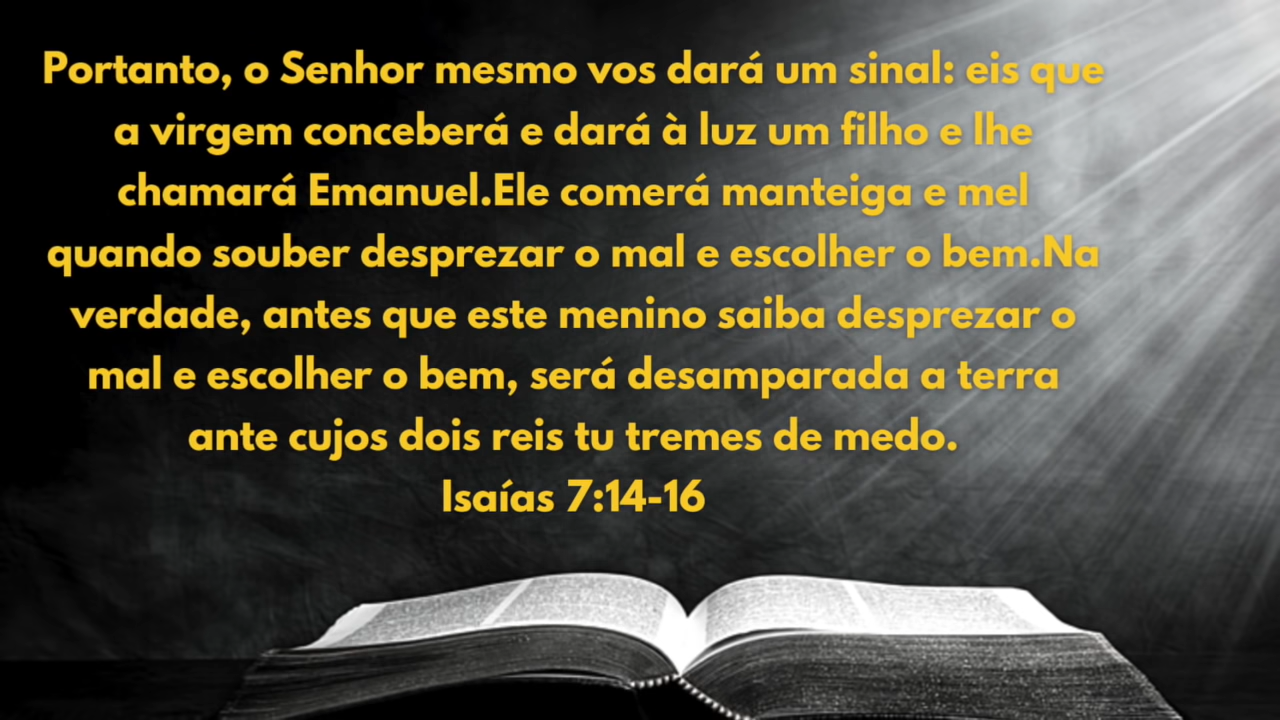 Portanto, o Senhor mesmo vos dará um sinal: eis que
a virgem conceberá e dará à luz um filho e lhe
chamará Emanuel.Ele comerá manteiga e mel
quando souber desprezar o mal e escolher o bem.Na
verdade, antes que este menino saiba desprezar o
mal e escolher o bem, será desamparada a terra
ante cujos dois reis tu tremes de medo.
Isaías 7:14-16